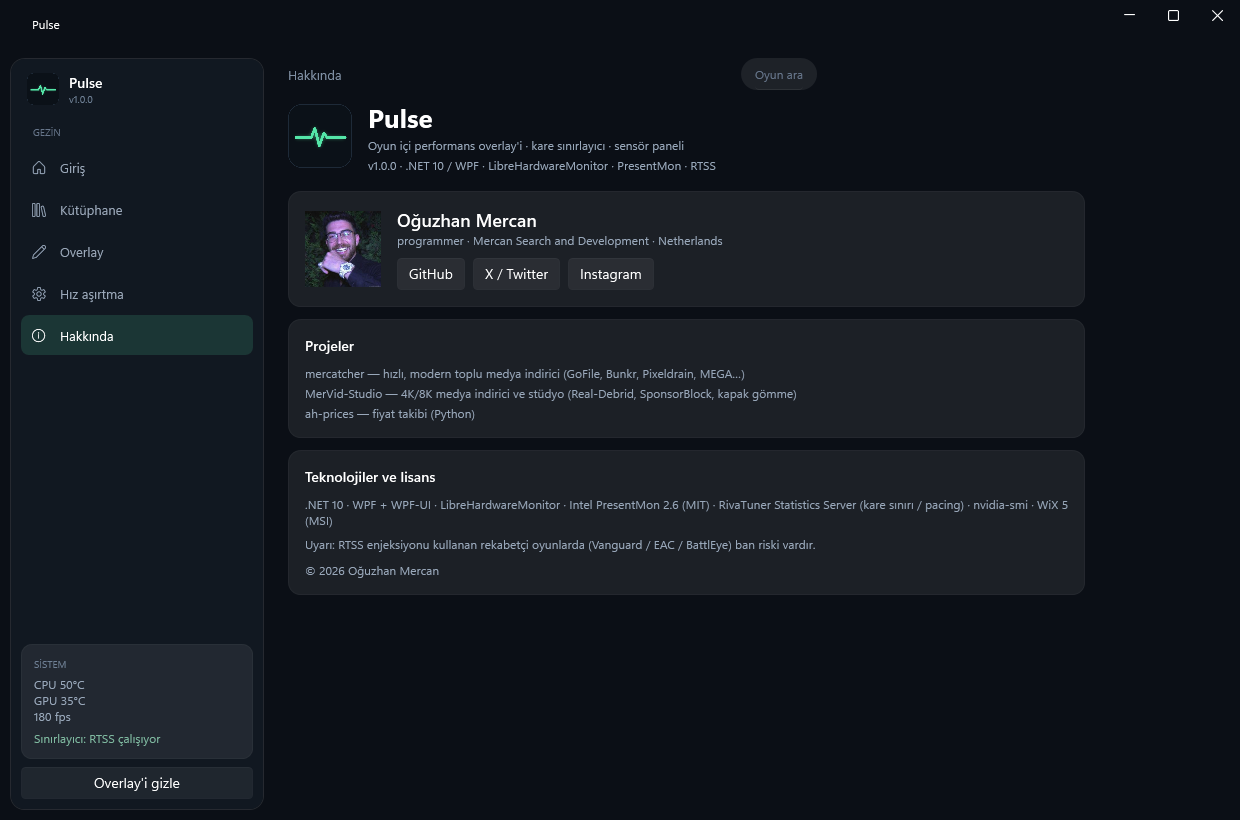 Pulse
Pulse
v1.0.0
GEZİN
Giriş
Kütüphane
Overlay
Hız aşırtma
Hakkında
SİSTEM
CPU 50°C
GPU 35°C
180 fps
Sınırlayıcı: RTSS çalışıyor
Overlay'i gizle
Hakkında
Oyun ara
Pulse
Oyun içi performans overlay'i · kare sınırlayıcı · sensör paneli
v1.0.0 · .NET 10 / WPF · LibreHardwareMonitor · PresentMon · RTSS
Oğuzhan Mercan
programmer · Mercan Search and Development · Netherlands
GitHub
X / Twitter
Instagram
Projeler
mercatcher — hızlı, modern toplu medya indirici (GoFile, Bunkr, Pixeldrain, MEGA...)
MerVid-Studio — 4K/8K medya indirici ve stüdyo (Real-Debrid, SponsorBlock, kapak gömme)
ah-prices — fiyat takibi (Python)
Teknolojiler ve lisans
.NET 10 · WPF + WPF-UI · LibreHardwareMonitor · Intel PresentMon 2.6 (MIT) · RivaTuner Statistics Server (kare sınırı / pacing) · nvidia-smi · WiX 5
(MSI)
Uyarı: RTSS enjeksiyonu kullanan rekabetçi oyunlarda (Vanguard / EAC / BattlEye) ban riski vardır.
© 2026 Oğuzhan Mercan